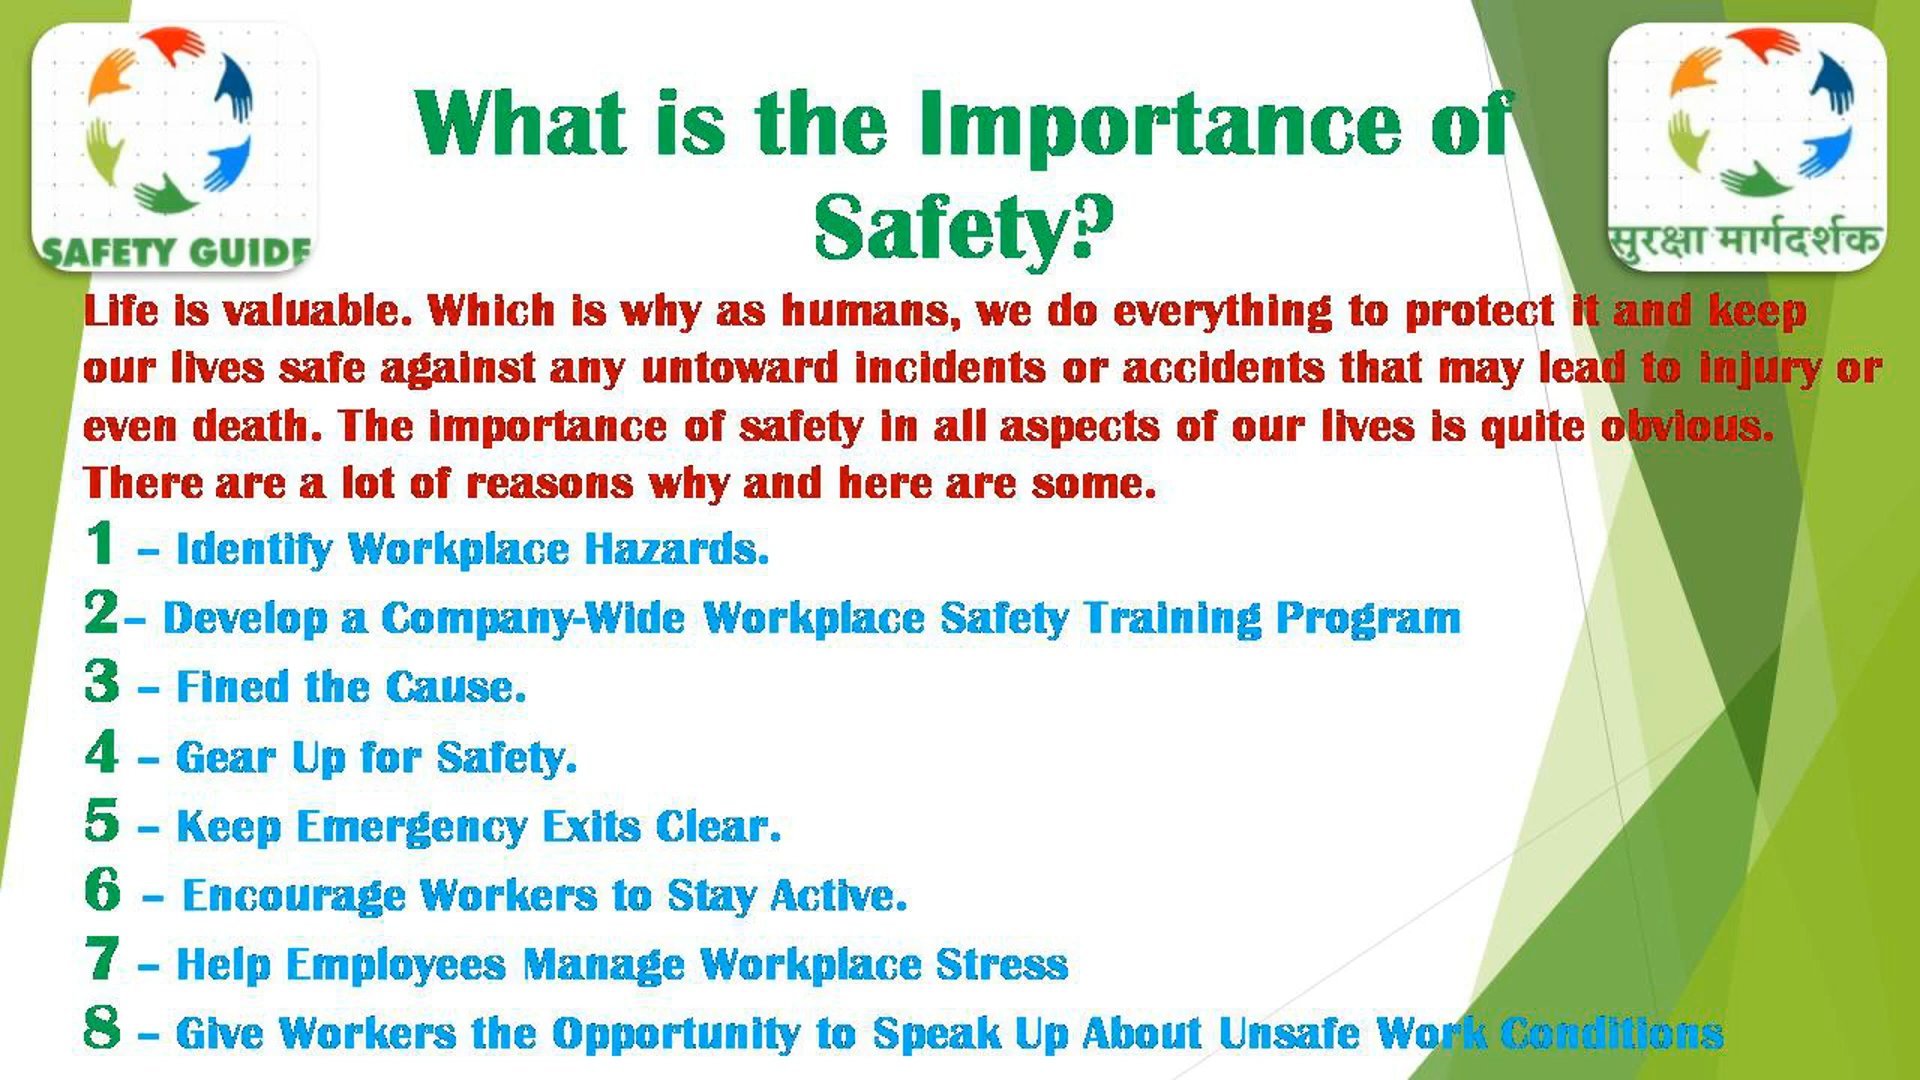 What is the Importance of
Safety?
SAFETY GUIDE
सुरक्षा मार्गदर्शक
Life is valuable. Which is why as humans, we do everything to protect it and keep
our lives safe against any untoward incidents or accidents that may lead to injury or
even death. The importance of safety in all aspects of our lives is quite obvious.
There are a lot of reasons why and here are some.
1 – Identify Workplace Hazards.
2– Develop a Company-Wide Workplace Safety Training Program
3 – Fined the Cause.
4 – Gear Up for Safety.
5 – Keep Emergency Exits Clear.
6 – Encourage Workers to Stay Active.
7 – Help Employees Manage Workplace Stress
8 – Give Workers the Opportunity to Speak Up About Unsafe Work Conditions